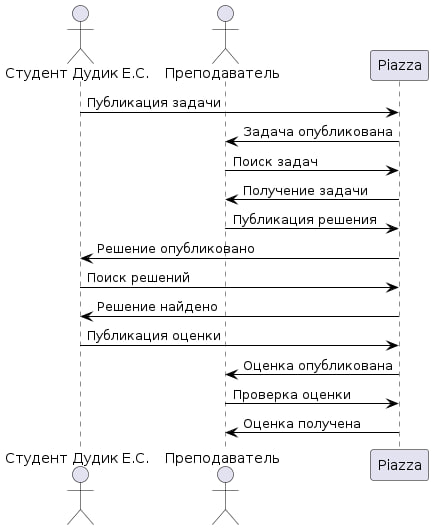 Студент Дудик Е.С. Преподаватель Piazza
Публикация задачи
Задача опубликована
Поиск задач
Получение задачи
Публикация решения
Решение опубликовано
Поиск решений
Решение найдено
Публикация оценки
Оценка опубликована
Проверка оценки
Оценка получена
Студент Дудик Е.С. Преподаватель Piazza